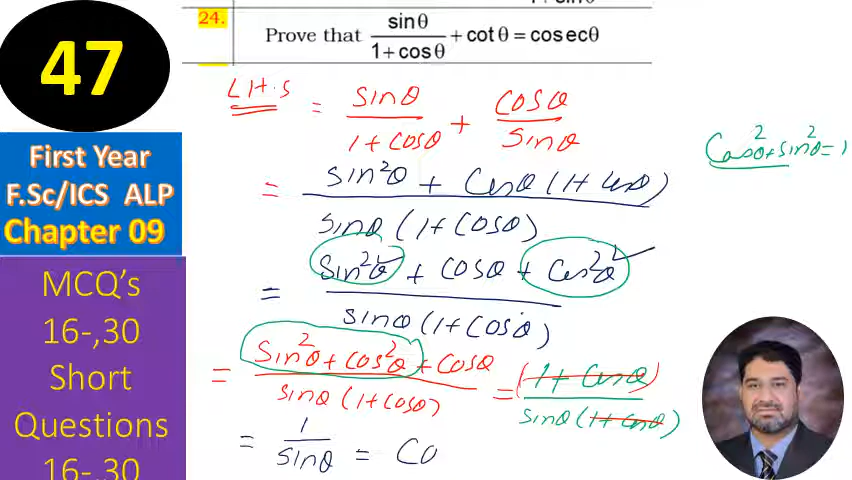 24.
Prove that sinθ/(1+cosθ) + cotθ = cosecθ
47
First Year
F.Sc/ICS ALP
Chapter 09
MCQ's
16-,30
Short
Questions
16-,30
L.H.S = sinθ/(1+cosθ) + cosθ/sinθ
cos²θ+sin²θ=1
= (sin²θ + cosθ(1+cosθ))/(sinθ(1+cosθ))
= (sin²θ + cosθ + cos²θ)/(sinθ(1+cosθ))
= (sin²θ+cos²θ+cosθ)/(sinθ(1+cosθ)) = (1+cosθ)/(sinθ(1+cosθ))
= 1/sinθ = Co